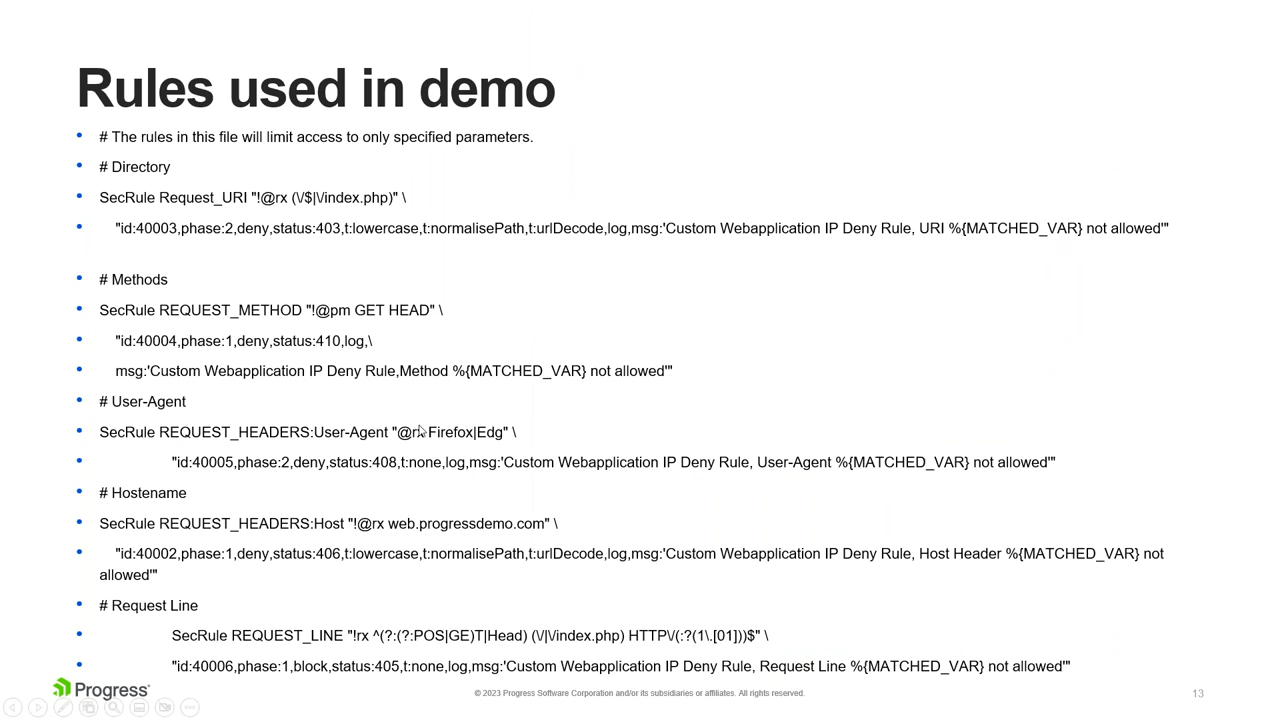 Rules used in demo
# The rules in this file will limit access to only specified parameters.
# Directory
SecRule Request_URI "!@rx (\/$|\/index.php)" \
"id:40003,phase:2,deny,status:403,t:lowercase,t:normalisePath,t:urlDecode,log,msg:'Custom Webapplication IP Deny Rule, URI %{MATCHED_VAR} not allowed'"
# Methods
SecRule REQUEST_METHOD "!@pm GET HEAD" \
"id:40004,phase:1,deny,status:410,log,\
msg:'Custom Webapplication IP Deny Rule,Method %{MATCHED_VAR} not allowed'"
# User-Agent
SecRule REQUEST_HEADERS:User-Agent Firefox|Edg" \
"id:40005,phase:2,deny,status:408,t:none,log,msg:'Custom Webapplication IP Deny Rule, User-Agent %{MATCHED_VAR} not allowed'"
# Hostename
SecRule REQUEST_HEADERS:Host "!@rx web.progressdemo.com" \
"id:40002,phase:1,deny,status:406,t:lowercase,t:normalisePath,t:urlDecode,log,msg:'Custom Webapplication IP Deny Rule, Host Header %{MATCHED_VAR} not
allowed'"
# Request Line
SecRule REQUEST_LINE "!rx ^(?:(?:POS|GE)T|Head) (\/|\/index.php) HTTP\/(:?(1\.[01]))$" \
"id:40006,phase:1,block,status:405,t:none,log,msg:'Custom Webapplication IP Deny Rule, Request Line %{MATCHED_VAR} not allowed'"
Progress
© 2023 Progress Software Corporation and/or its subsidiaries or affiliates. All rights reserved.
13